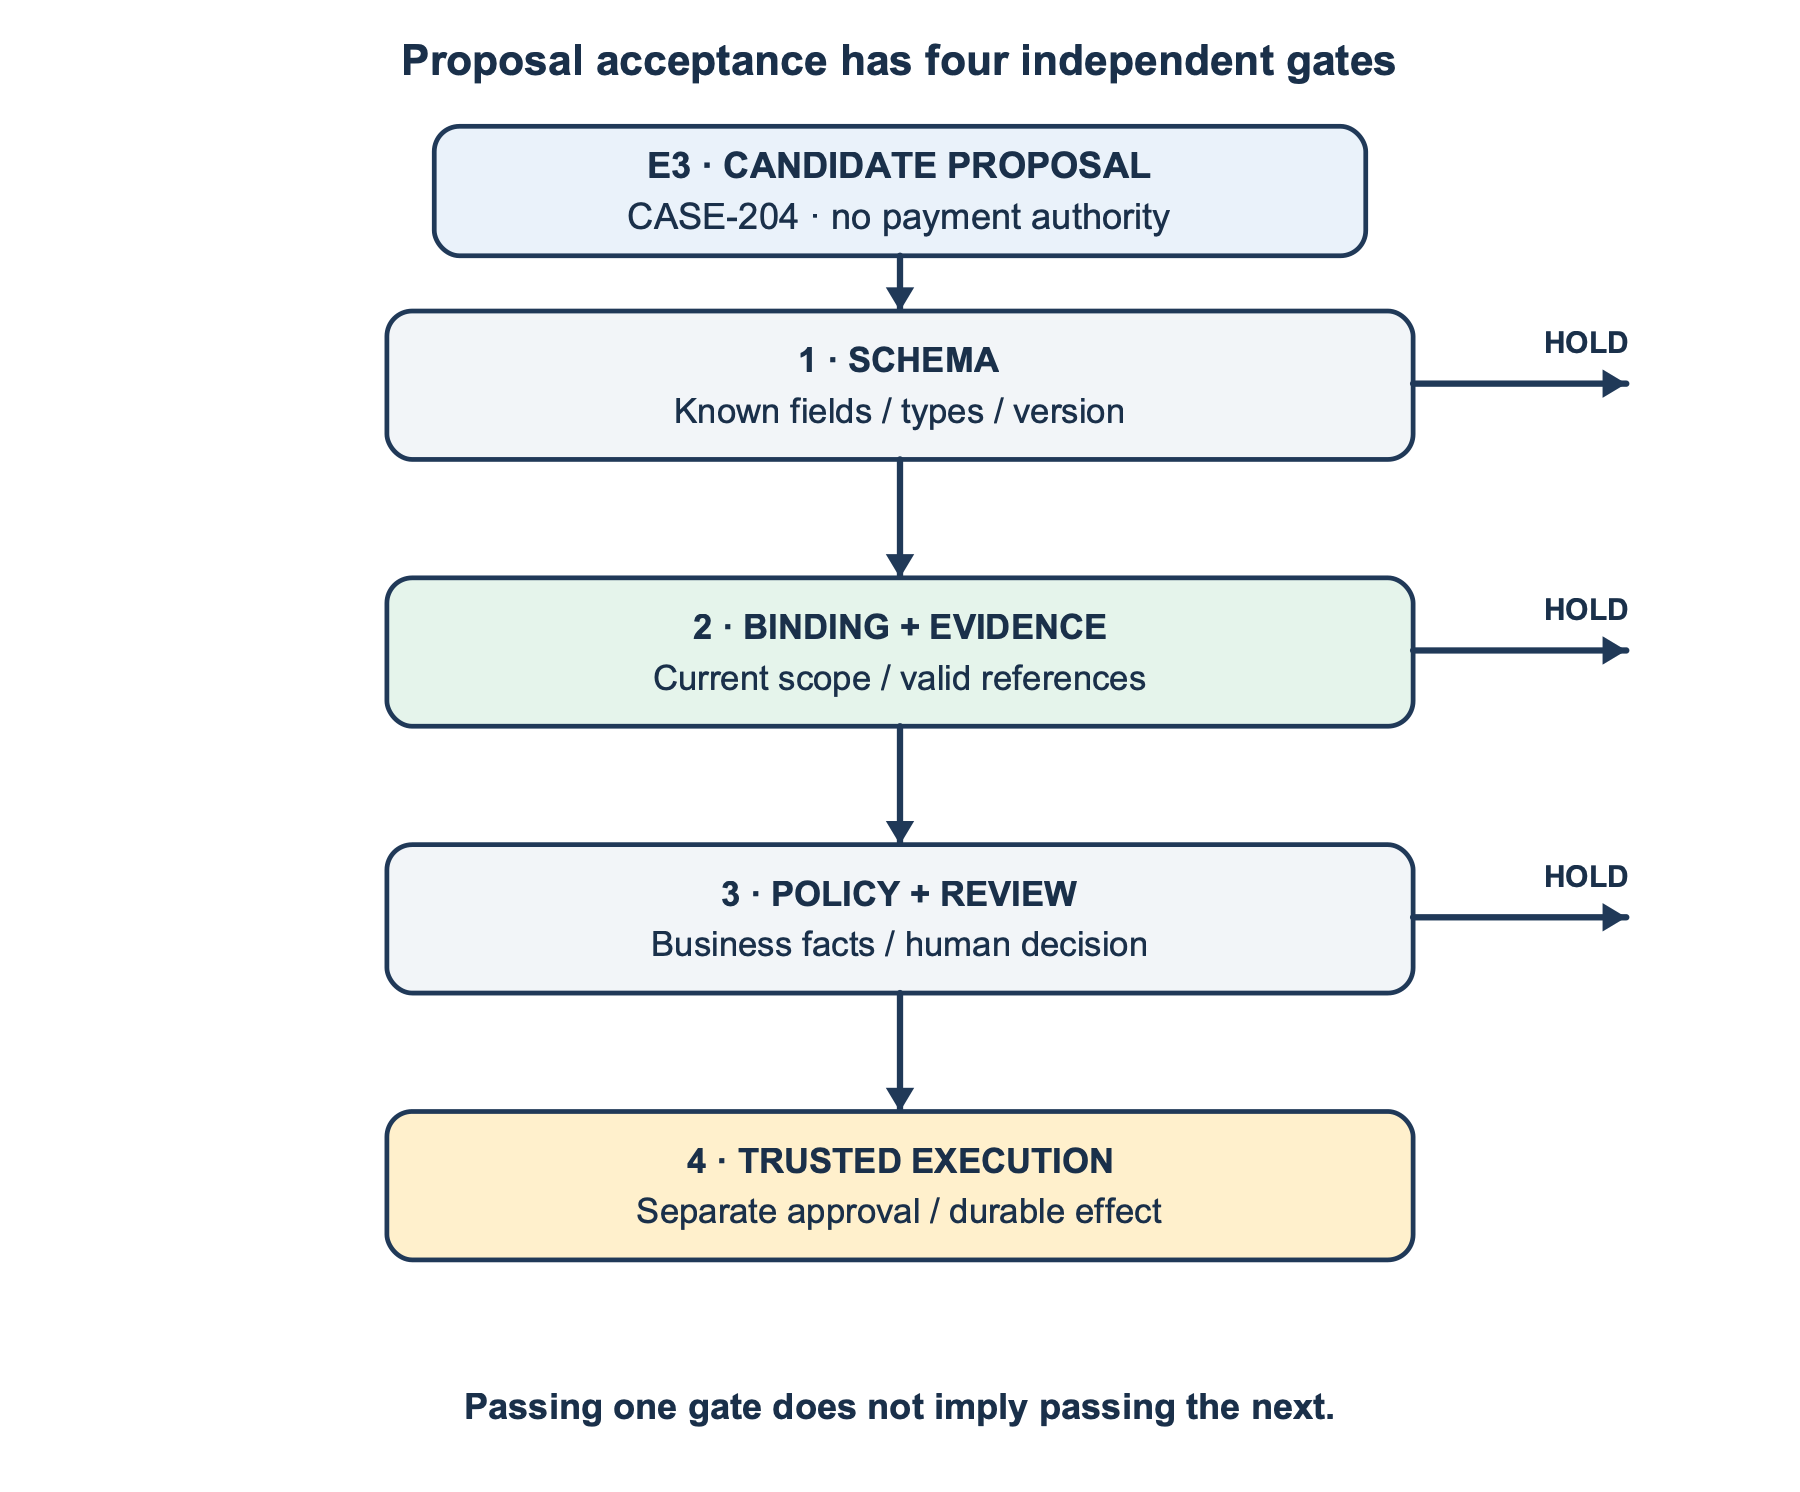 Proposal acceptance has four independent gates
E3 · CANDIDATE PROPOSAL
CASE-204 · no payment authority
1 · SCHEMA
Known fields / types / version
HOLD
2 · BINDING + EVIDENCE
Current scope / valid references
HOLD
3 · POLICY + REVIEW
Business facts / human decision
HOLD
4 · TRUSTED EXECUTION
Separate approval / durable effect
Passing one gate does not imply passing the next.